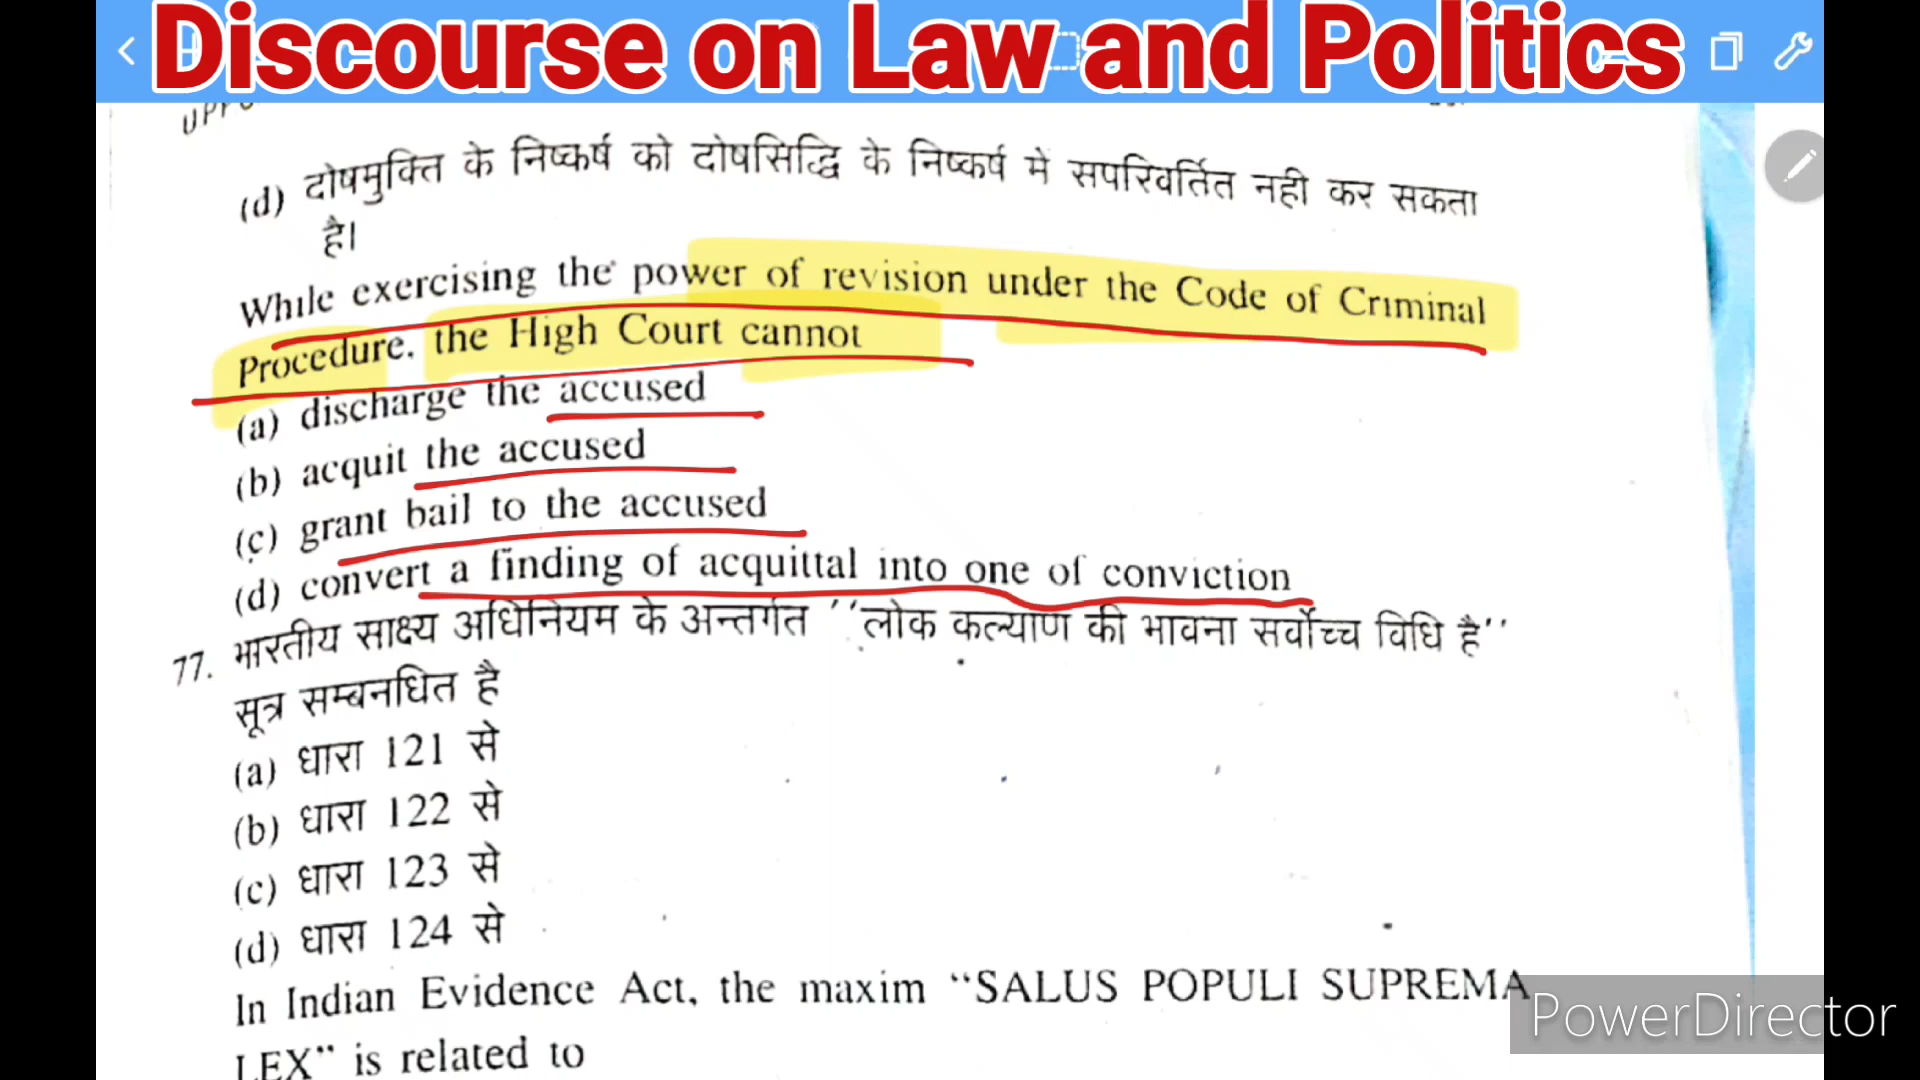 Discourse on Law and Politics
(d) दोषमुक्ति के निष्कर्ष को दोषसिद्धि के निष्कर्ष में सपरिवर्तित नही कर सकता
है।
While exercising the power of revision under the Code of Criminal
Procedure, the High Court cannot
(a) discharge the accused
(b) acquit the accused
(c) grant bail to the accused
(d) convert a finding of acquittal into one of conviction
77. भारतीय साक्ष्य अधिनियम के अन्तर्गत ''लोक कल्याण की भावना सर्वोच्च विधि है''
सूत्र सम्बनधित है
(a) धारा 121 से
(b) धारा 122 से
(c) धारा 123 से
(d) धारा 124 से
In Indian Evidence Act, the maxim “SALUS POPULI SUPREMA
LEX” is related to
PowerDirector